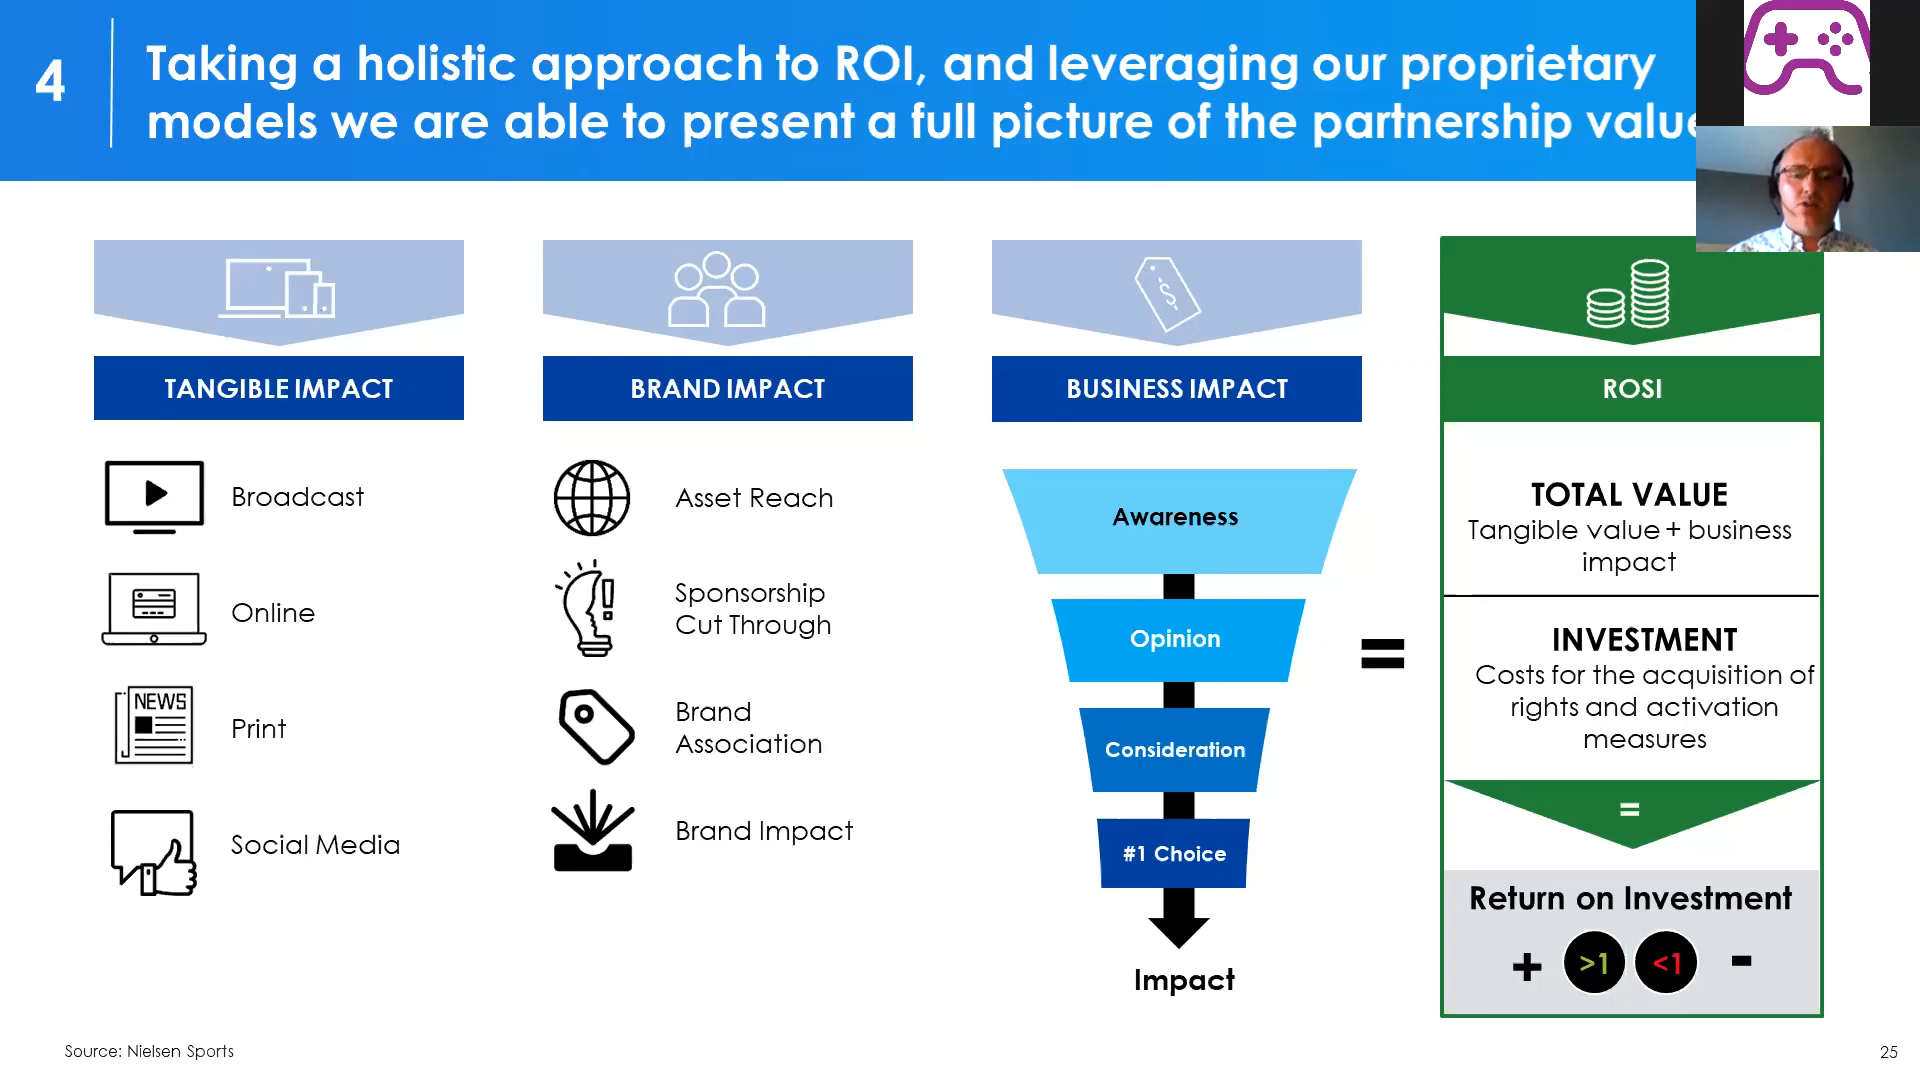 4
Taking a holistic approach to ROI, and leveraging our proprietary
models we are able to present a full picture of the partnership value
TANGIBLE IMPACT
Broadcast
Online
NEWS
Print
Social Media
BRAND IMPACT
Asset Reach
Sponsorship
Cut Through
Brand
Association
Brand Impact
$
BUSINESS IMPACT
Awareness
Opinion
Consideration
#1 Choice
Impact
=
ROSI
TOTAL VALUE
Tangible value + business
impact
INVESTMENT
Costs for the acquisition of
rights and activation
measures
=
Return on Investment
+ >1 <1 -
Source: Nielsen Sports
25